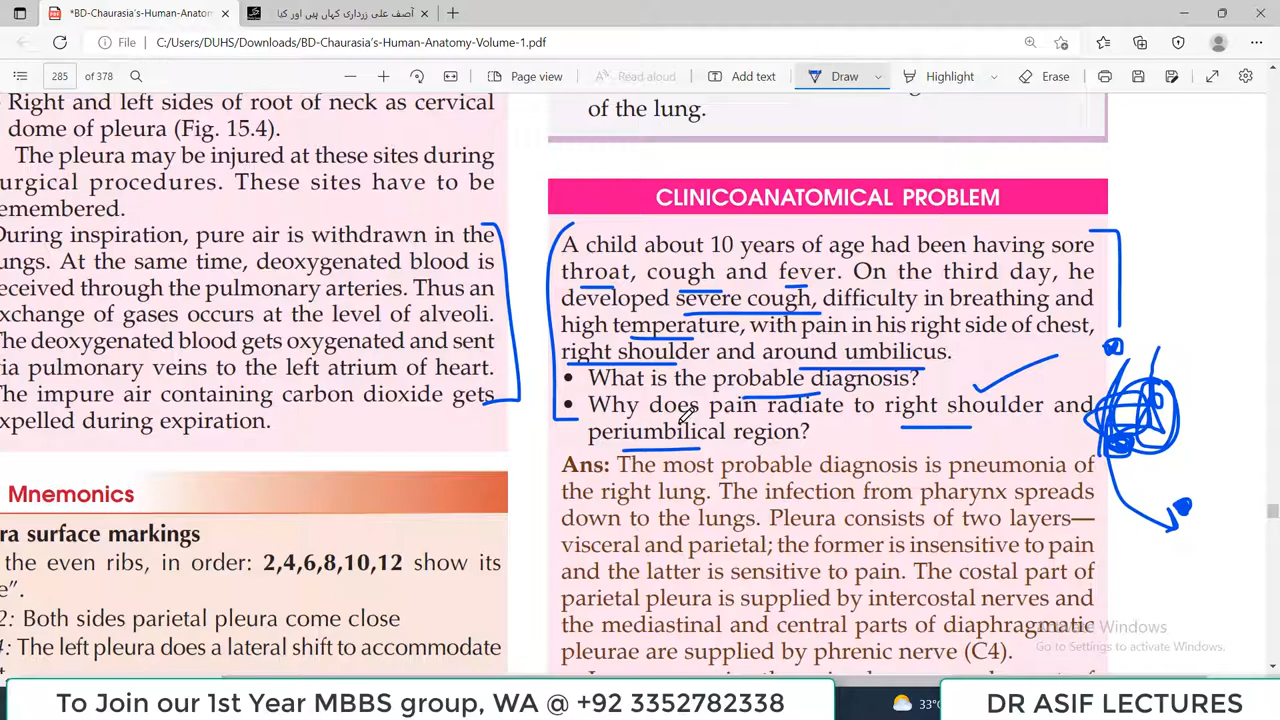 *BD-Chaurasia's-Human-Anatomy-
آصف علی زرداری کہاں ہیں اور کیا
File
C:/Users/DUHS/Downloads/BD-Chaurasia's-Human-Anatomy-Volume-1.pdf
285 of 378
Page view
Read aloud
Add text
Draw
Highlight
Erase
Right and left sides of root of neck as cervical
dome of pleura (Fig. 15.4).
The pleura may be injured at these sites during
urgical procedures. These sites have to be
emembered.
During inspiration, pure air is withdrawn in the
ungs. At the same time, deoxygenated blood is
eceived through the pulmonary arteries. Thus an
xchange of gases occurs at the level of alveoli.
The deoxygenated blood gets oxygenated and sent
via pulmonary veins to the left atrium of heart.
The impure air containing carbon dioxide gets
xpelled during expiration.
Mnemonics
ra surface markings
the even ribs, in order: 2,4,6,8,10,12 show its
e".
2: Both sides parietal pleura come close
4: The left pleura does a lateral shift to accommodate
of the lung.
CLINICOANATOMICAL PROBLEM
A child about 10 years of age had been having sore
throat, cough and fever. On the third day, he
developed severe cough, difficulty in breathing and
high temperature, with pain in his right side of chest,
right shoulder and around umbilicus.
• What is the probable diagnosis?
• Why does pain radiate to right shoulder and
periumbilical region?
Ans: The most probable diagnosis is pneumonia of
the right lung. The infection from pharynx spreads
down to the lungs. Pleura consists of two layers—
visceral and parietal; the former is insensitive to pain
and the latter is sensitive to pain. The costal part of
parietal pleura is supplied by intercostal nerves and
the mediastinal and central parts of diaphragmatic
pleurae are supplied by phrenic nerve (C4).
Activate Windows
Go to Settings to activate Windows.
To Join our 1st Year MBBS group, WA @ +92 3352782338
33°
DR ASIF LECTURES